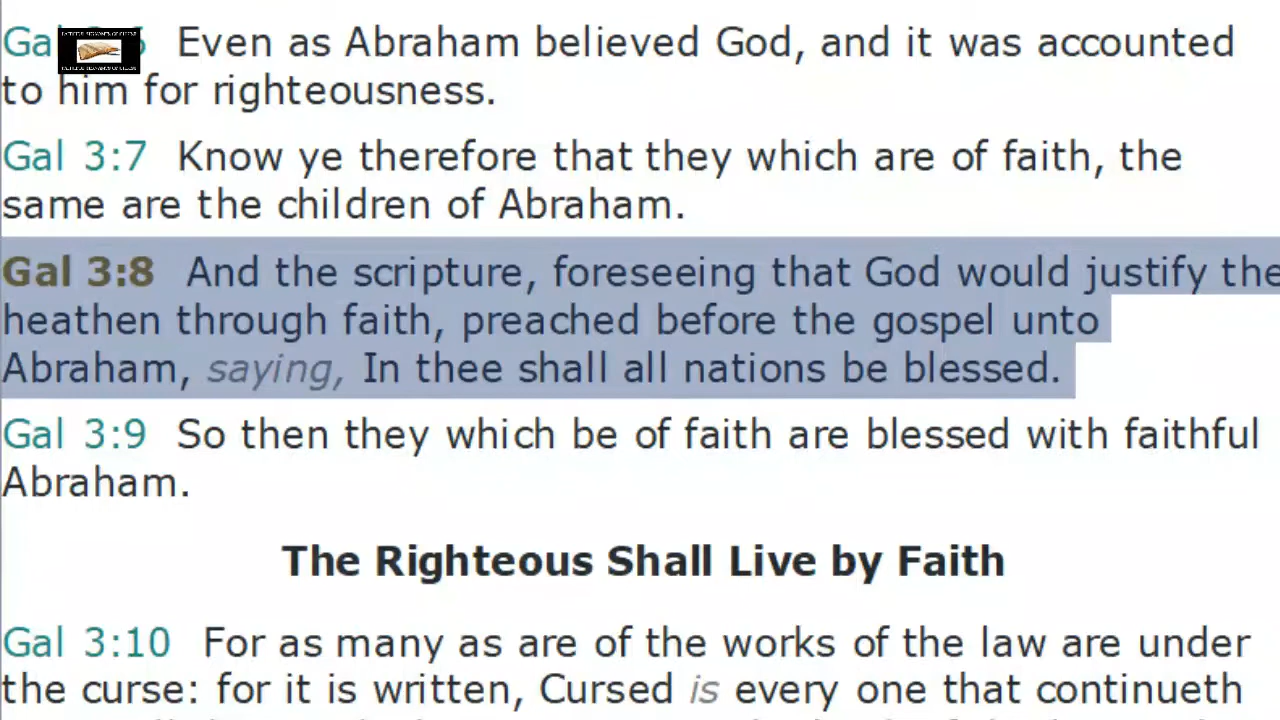 Gal 3:6 Even as Abraham believed God, and it was accounted
to him for righteousness.
Gal 3:7 Know ye therefore that they which are of faith, the
same are the children of Abraham.
Gal 3:8 And the scripture, foreseeing that God would justify the
heathen through faith, preached before the gospel unto
Abraham, saying, In thee shall all nations be blessed.
Gal 3:9 So then they which be of faith are blessed with faithful
Abraham.
The Righteous Shall Live by Faith
Gal 3:10 For as many as are of the works of the law are under
the curse: for it is written, Cursed is every one that continueth